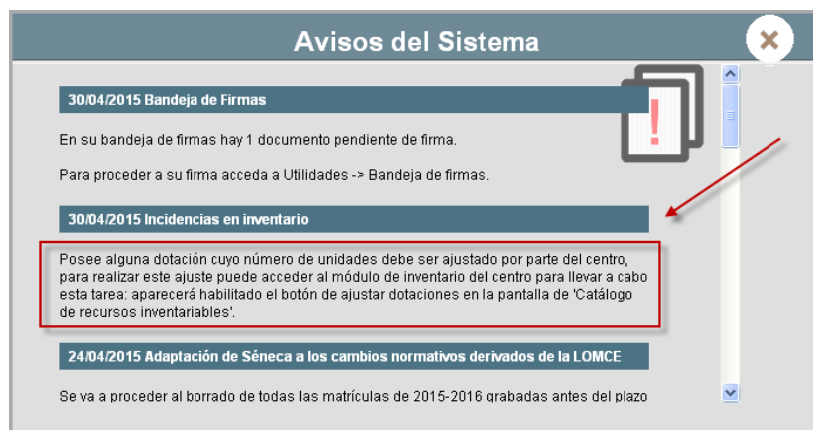 Avisos del Sistema
30/04/2015 Bandeja de Firmas
En su bandeja de firmas hay 1 documento pendiente de firma.
Para proceder a su firma acceda a Utilidades -> Bandeja de firmas.
30/04/2015 Incidencias en inventario
Posee alguna dotación cuyo número de unidades debe ser ajustado por parte del centro,
para realizar este ajuste puede acceder al módulo de inventario del centro para llevar a cabo
esta tarea: aparecerá habilitado el botón de ajustar dotaciones en la pantalla de 'Catálogo
de recursos inventariables'.
24/04/2015 Adaptación de Séneca a los cambios normativos derivados de la LOMCE
Se va a proceder al borrado de todas las matrículas de 2015-2016 grabadas antes del plazo